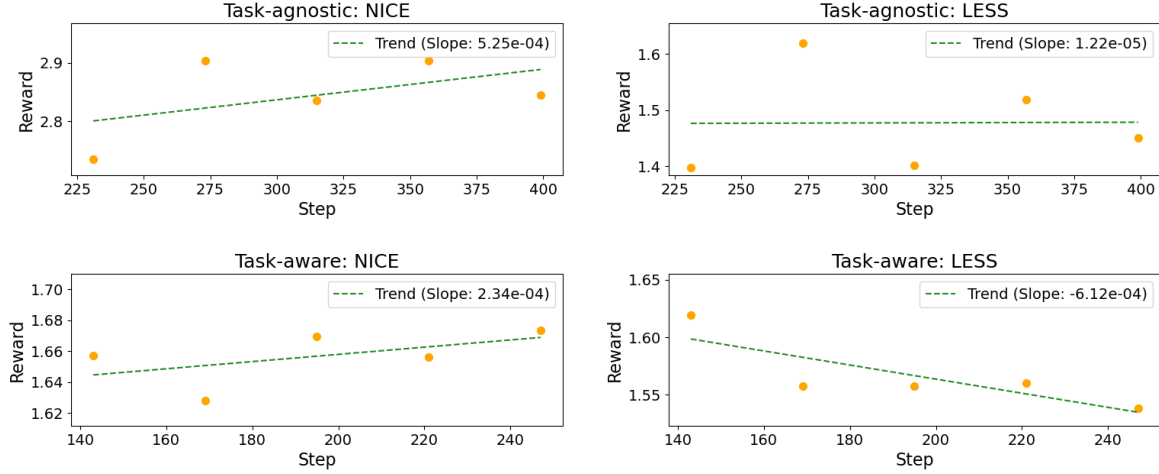 Task-agnostic: NICE
Trend (Slope: 5.25e-04)
Reward
2.9
2.8
225 250 275 300 325 350 375 400
Step
Task-agnostic: LESS
Trend (Slope: 1.22e-05)
Reward
1.6
1.5
1.4
225 250 275 300 325 350 375 400
Step
Task-aware: NICE
Trend (Slope: 2.34e-04)
Reward
1.70
1.68
1.66
1.64
1.62
140 160 180 200 220 240
Step
Task-aware: LESS
Trend (Slope: -6.12e-04)
Reward
1.65
1.60
1.55
140 160 180 200 220 240
Step